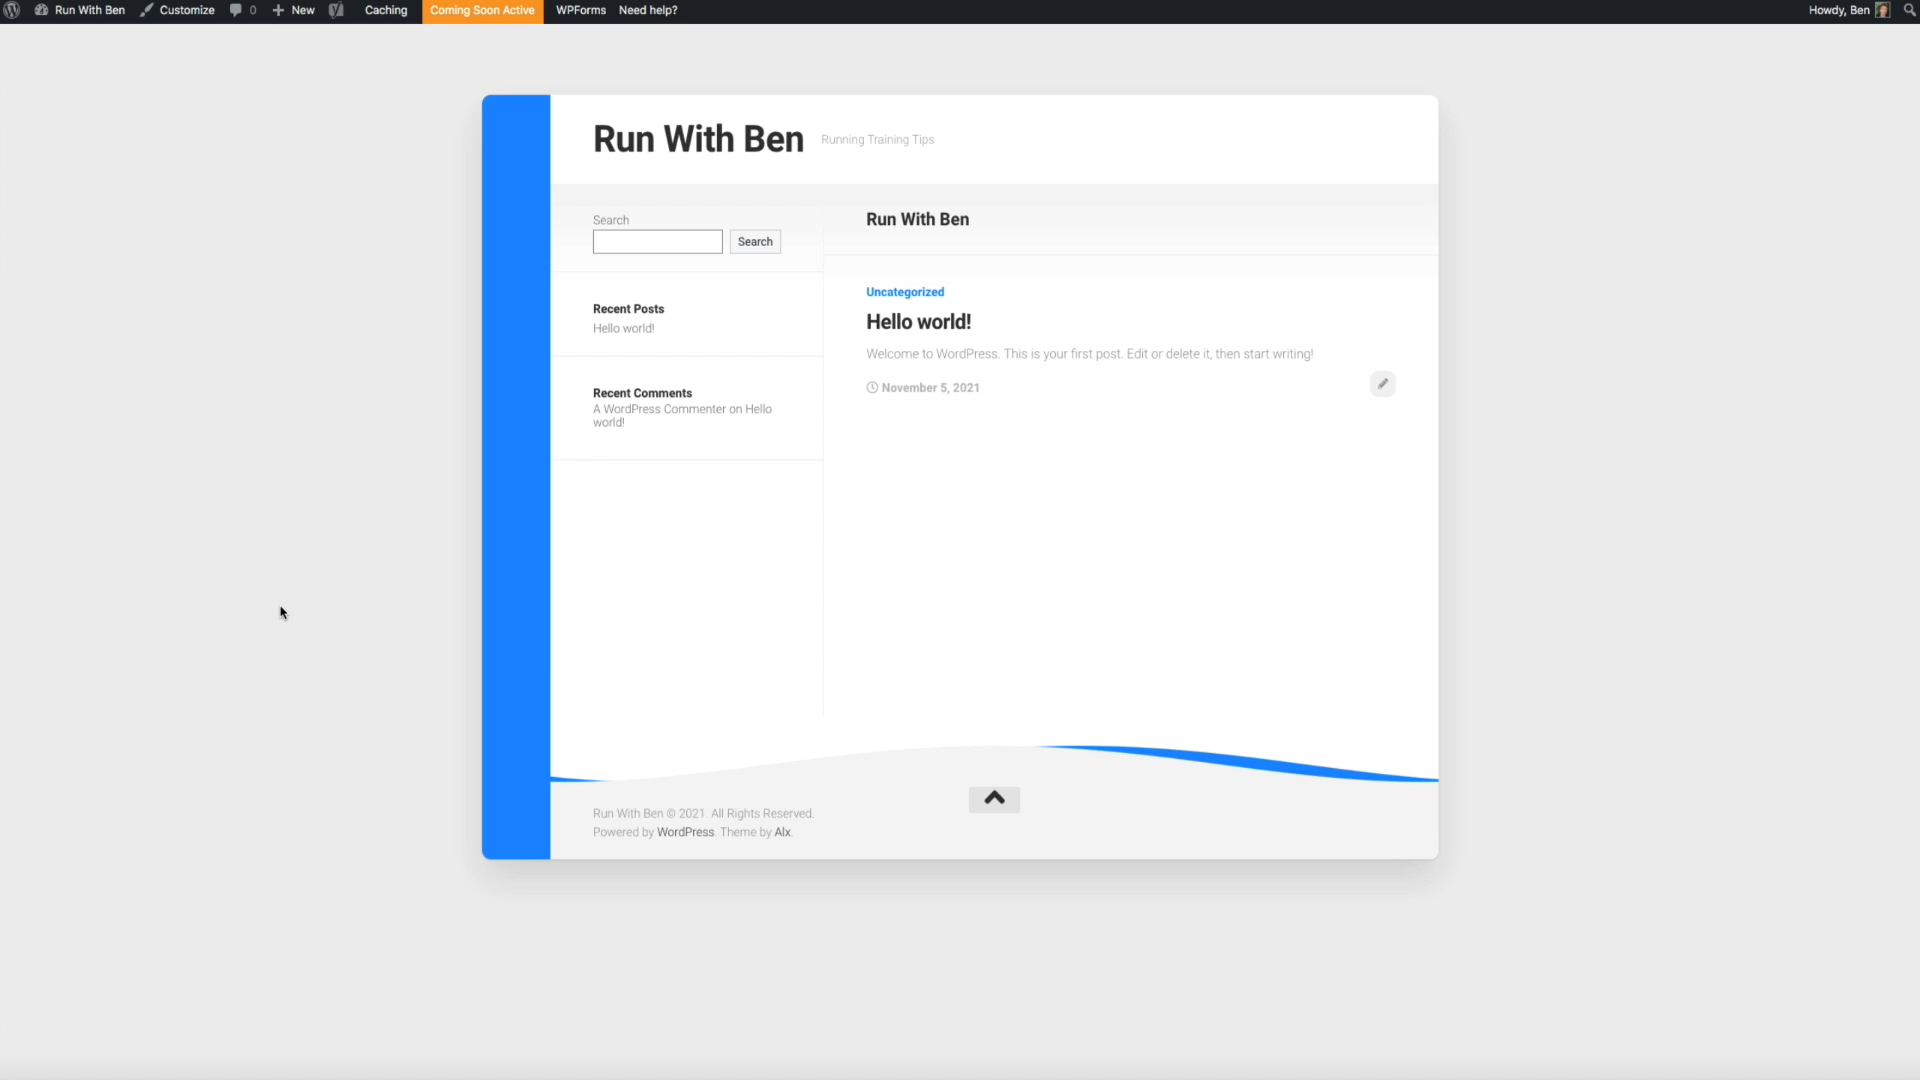 Run With Ben Customize 0 New Caching Coming Soon Active WPForms Need help? Howdy, Ben
Run With Ben Running Training Tips
Search
Search
Recent Posts
Hello world!
Recent Comments
A WordPress Commenter on Hello
world!
Run With Ben
Uncategorized
Hello world!
Welcome to WordPress. This is your first post. Edit or delete it, then start writing!
November 5, 2021
Run With Ben © 2021. All Rights Reserved.
Powered by WordPress. Theme by Alx.